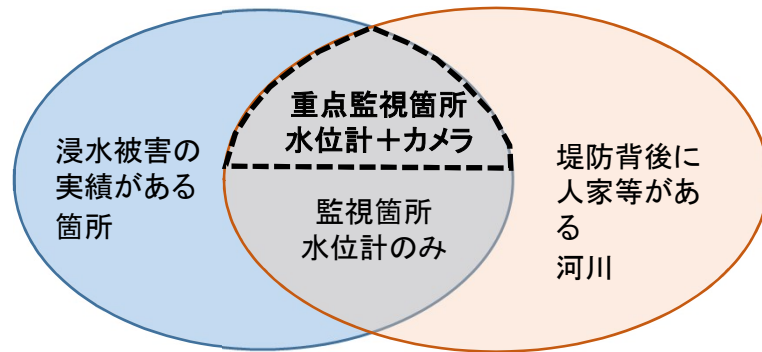 浸水被害の
実績がある
箇所
重点監視箇所
水位計＋カメラ
監視箇所
水位計のみ
堤防背後に
人家等があ
る
河川